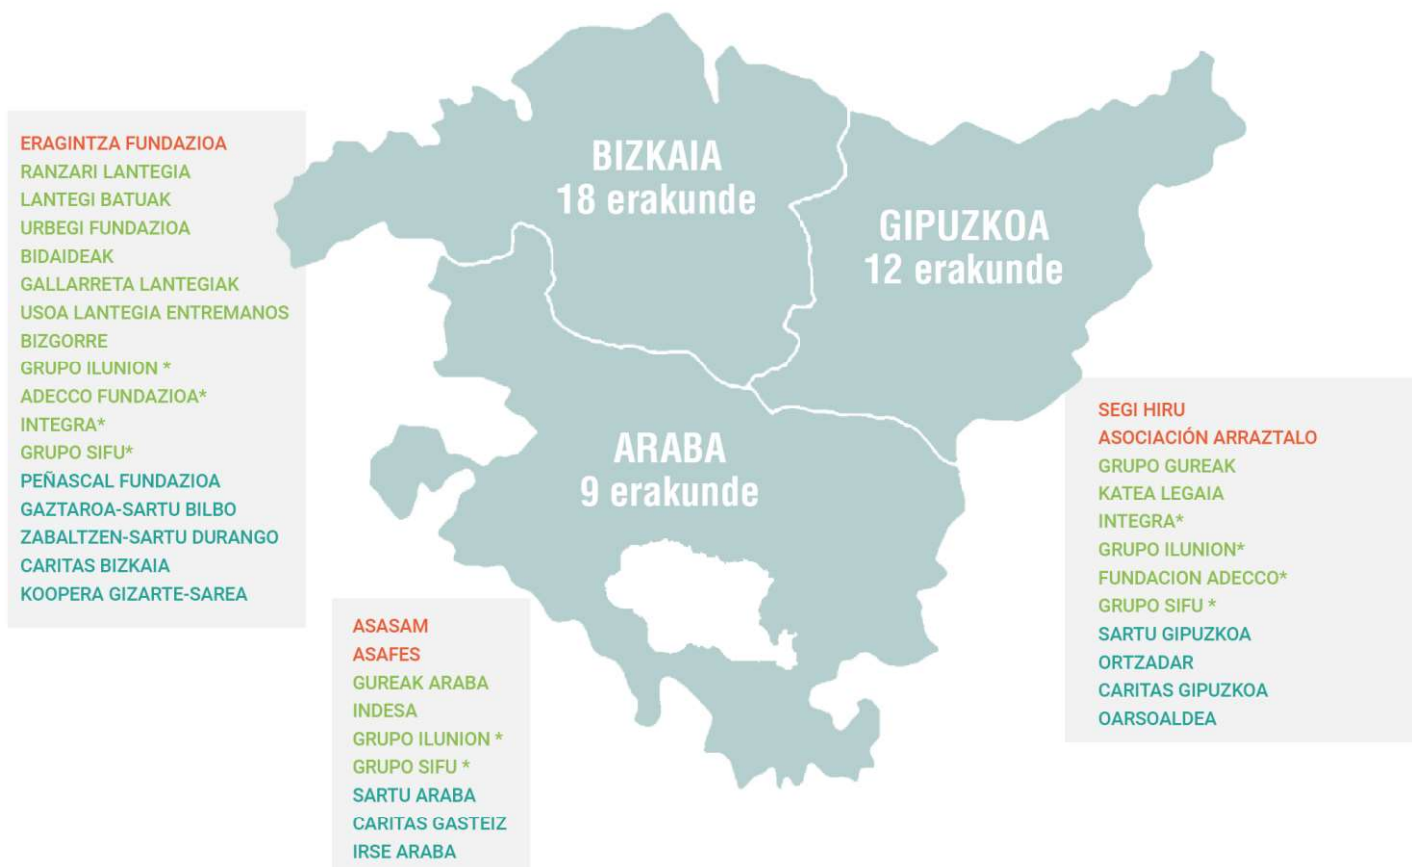 BIZKAIA
18 erakunde
GIPUZKOA
12 erakunde
ARABA
9 erakunde
ERAGINTZA FUNDAZIOA
RANZARI LANTEGIA
LANTEGI BATUAK
URBEGI FUNDAZIOA
BIDAIDEAK
GALLARRETA LANTEGIAK
USOA LANTEGIA ENTREMANOS
BIZGORRE
GRUPO ILUNION *
ADECCO FUNDAZIOA*
INTEGRA*
GRUPO SIFU*
PEÑASCAL FUNDAZIOA
GAZTAROA-SARTU BILBO
ZABALTZEN-SARTU DURANGO
CARITAS BIZKAIA
KOOPERA GIZARTE-SAREA
ASASAM
ASAFES
GUREAK ARABA
INDESA
GRUPO ILUNION *
GRUPO SIFU *
SARTU ARABA
CARITAS GASTEIZ
IRSE ARABA
SEGI HIRU
ASOCIACIÓN ARRAZTALO
GRUPO GUREAK
KATEA LEGAIA
INTEGRA*
GRUPO ILUNION*
FUNDACION ADECCO*
GRUPO SIFU *
SARTU GIPUZKOA
ORTZADAR
CARITAS GIPUZKOA
OARSOALDEA